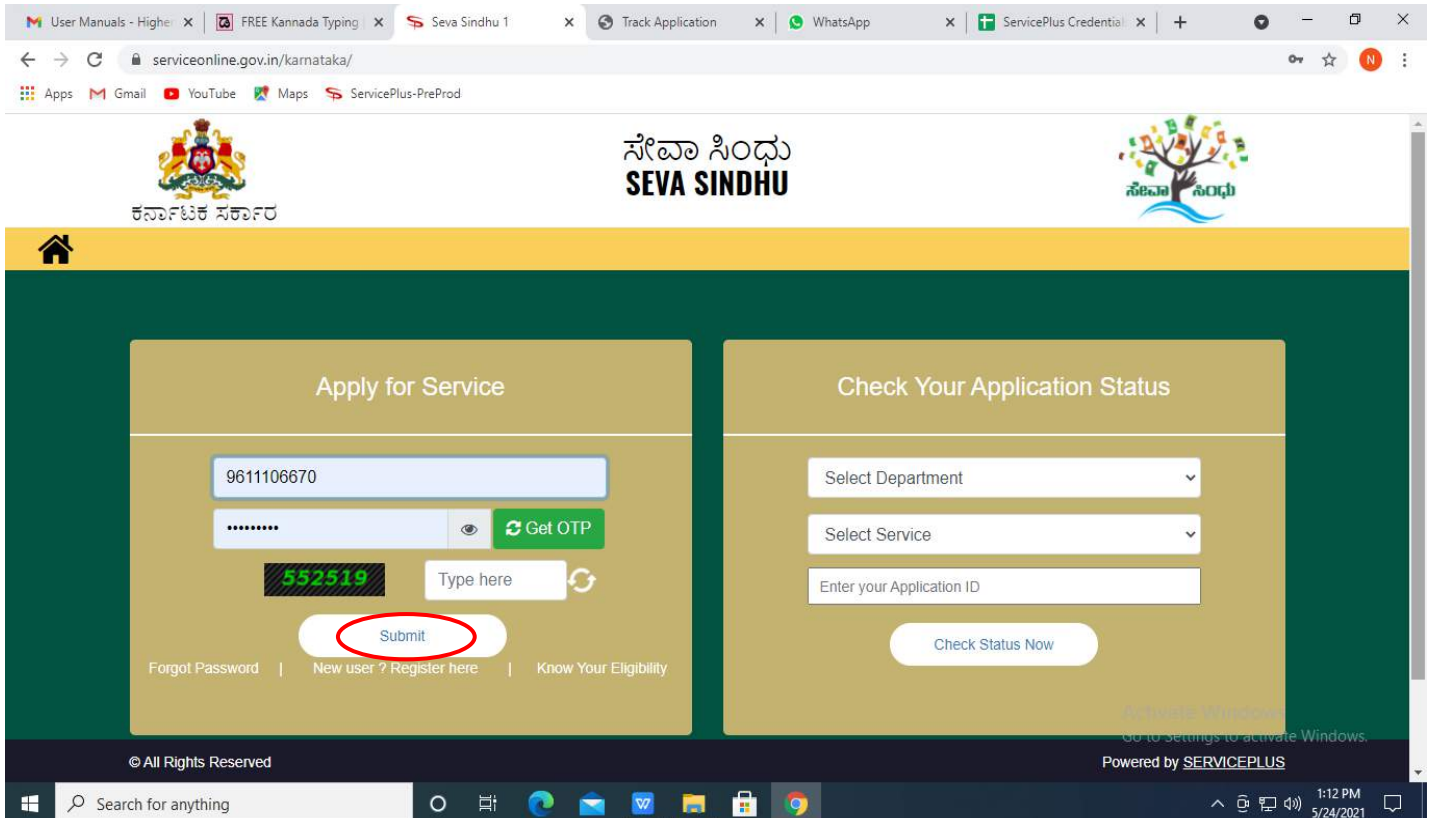 User Manuals - Higher
FREE Kannada Typing |
Seva Sindhu 1
Track Application
WhatsApp
ServicePlus Credential
serviceonline.gov.in/karnataka/
N
Apps
Gmail
YouTube
Maps
ServicePlus-PreProd
ಕರ್ನಾಟಕ ಸರ್ಕಾರ
ಸೇವಾ ಸಿಂಧು
SEVA SINDHU
ಸೇವಾ ಸಿಂಧು
Apply for Service
9611106670
•••••••••
Get OTP
552519
Type here
Submit
Forgot Password | New user ? Register here | Know Your Eligibility
Check Your Application Status
Select Department
Select Service
Enter your Application ID
Check Status Now
Activate Windows
Go to Settings to activate Windows.
© All Rights Reserved
Powered by SERVICEPLUS
Search for anything
1:12 PM
5/24/2021